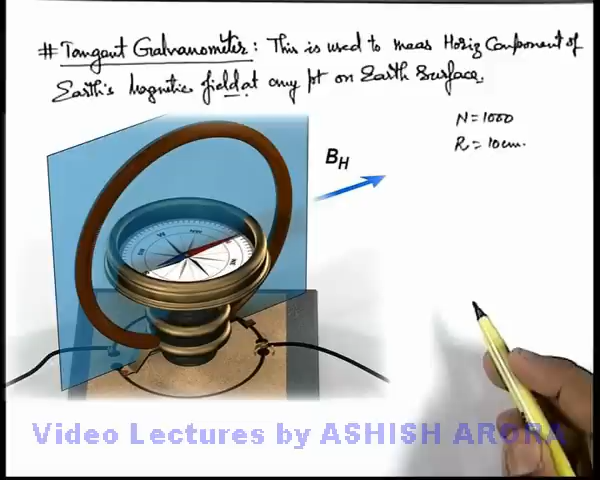 # Tangent Galvanometer : This is used to meas Horiz Component of
Earth's Magnetic field at any pt on Earth Surface.
N = 1000
R = 10 cm.
B_H
Video Lectures by ASHISH ARORA